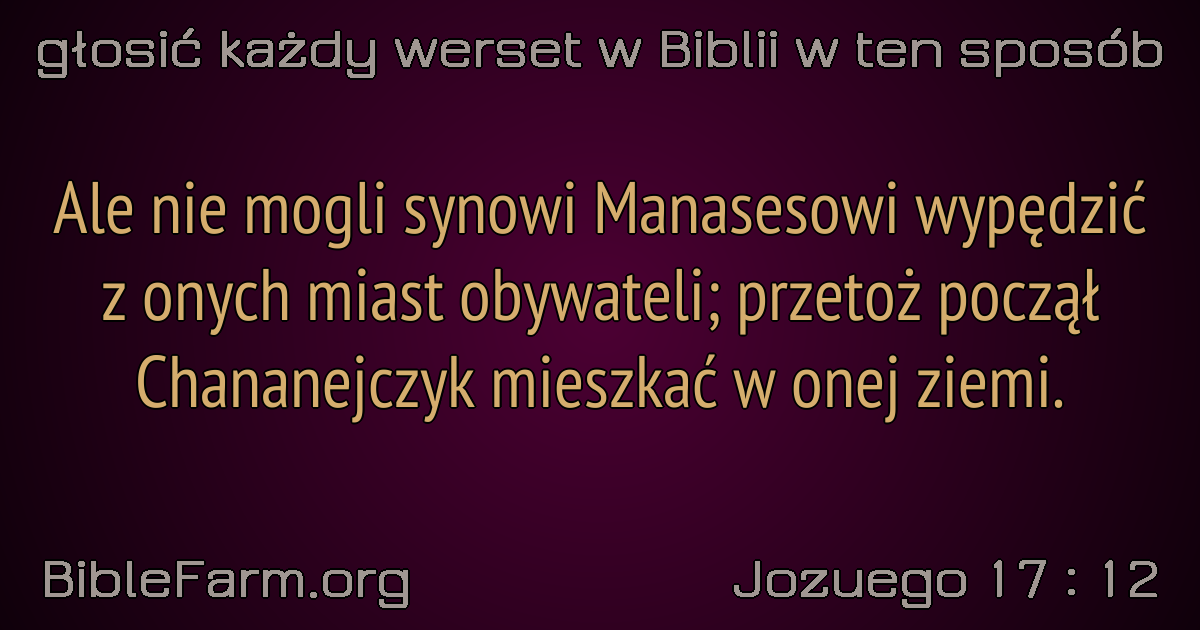 głosić każdy werset w Biblii w ten sposób
Ale nie mogli synowi Manasesowi wypędzić
z onych miast obywateli; przetoż począł
Chananejczyk mieszkać w onej ziemi.
BibleFarm.org
Jozuego 17 : 12